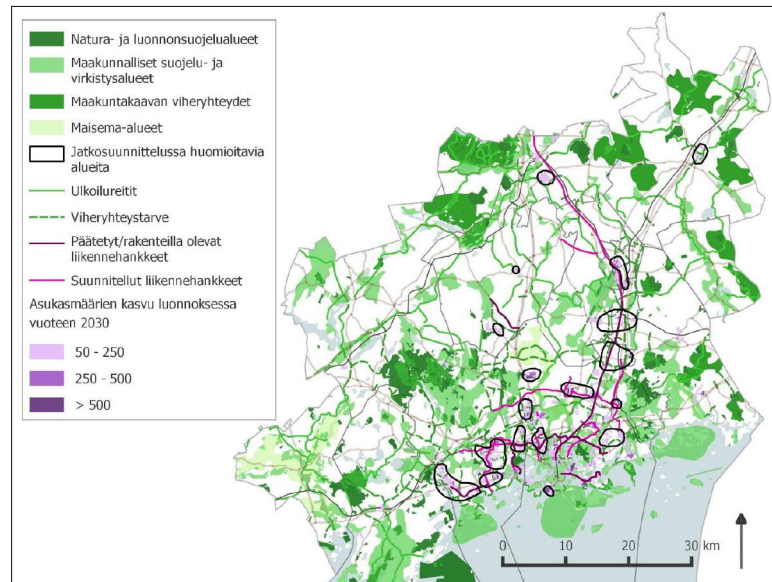 Natura- ja luonnonsuojelualueet
Maakunnalliset suojelu- ja
virkistysalueet
Maakuntakaavan viheryhteydet
Maisema-alueet
Jatkosuunnittelussa huomioitavia
alueita
Ulkoilureitit
Viheryhteystarve
Päätetyt/rakenteilla olevat
liikennehankkeet
Suunnitellut liikennehankkeet
Asukasmäärien kasvu luonnoksessa
vuoteen 2030
50 - 250
250 - 500
> 500
0 10 20 30 km